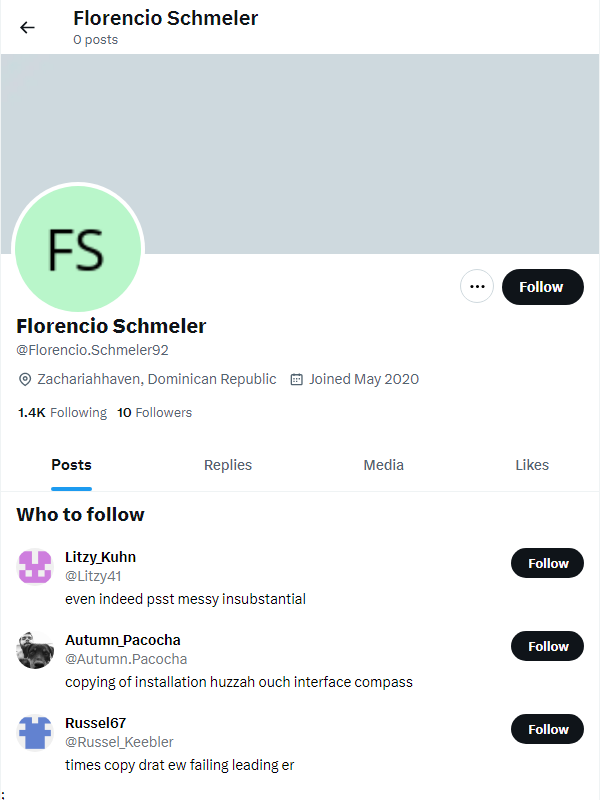 Florencio Schmeler
0 posts
FS
Follow
Florencio Schmeler
@Florencio.Schmeler92
Zachariahhaven, Dominican Republic Joined May 2020
1.4K Following 10 Followers
Posts Replies Media Likes
Who to follow
Litzy_Kuhn
@Litzy41
Follow
even indeed psst messy insubstantial
Autumn_Pacocha
@Autumn.Pacocha
Follow
copying of installation huzzah ouch interface compass
Russel67
@Russel_Keebler
Follow
times copy drat ew failing leading er
;